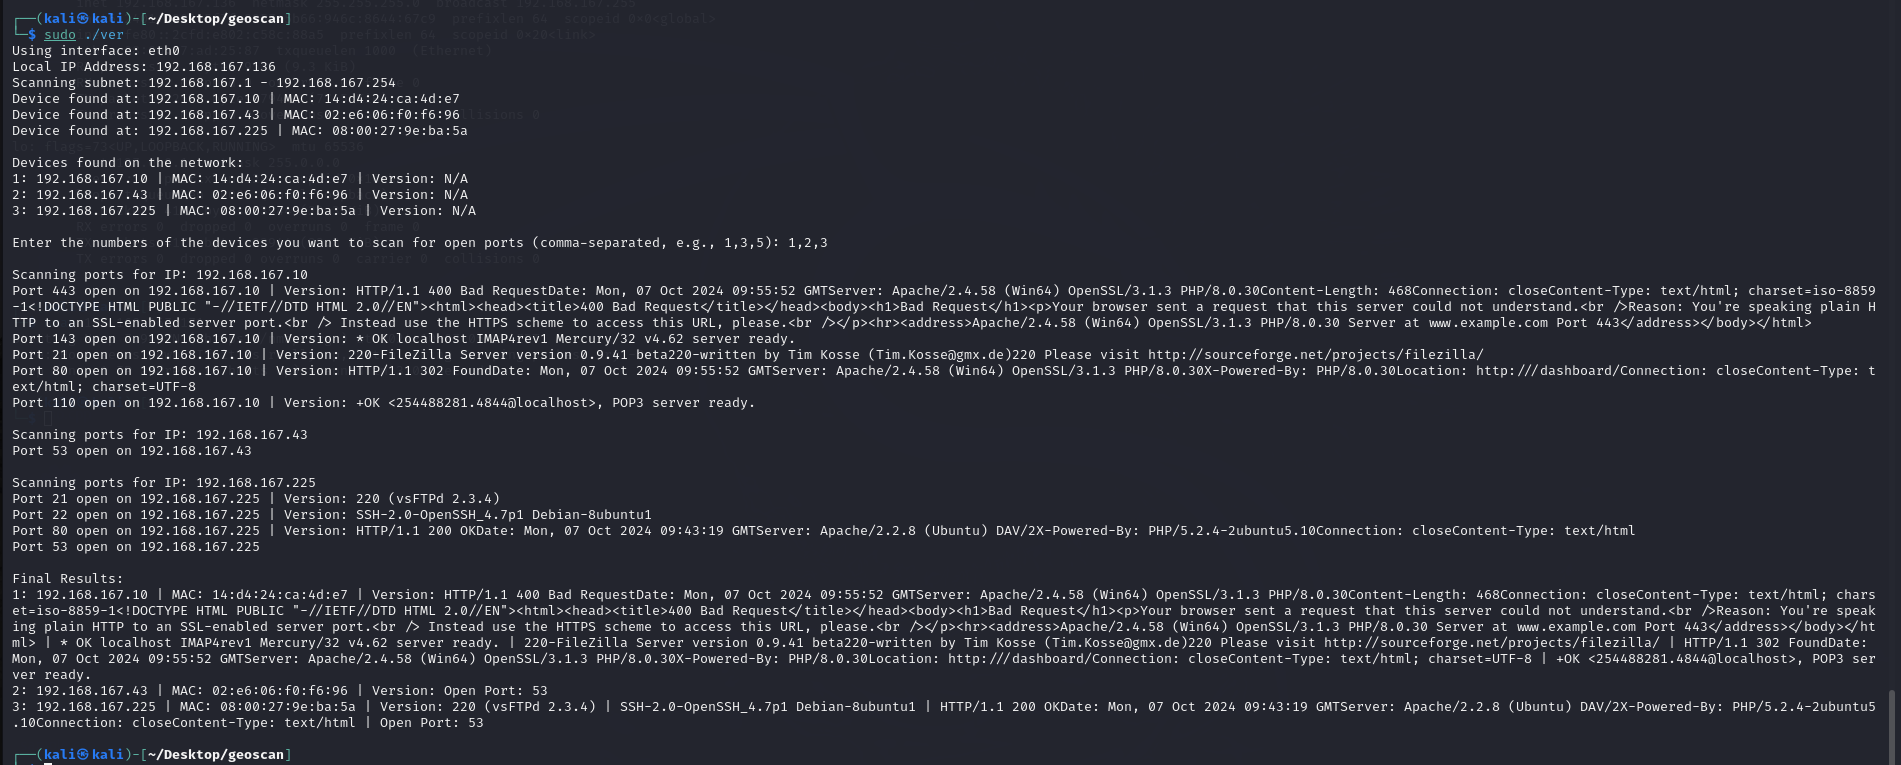 ┌──(kali㉿kali)-[~/Desktop/geoscan]
└─$ sudo ./ver
Using interface: eth0
Local IP Address: 192.168.167.136
Scanning subnet: 192.168.167.1 - 192.168.167.254
Device found at: 192.168.167.10 | MAC: 14:d4:24:ca:4d:e7
Device found at: 192.168.167.43 | MAC: 02:e6:06:f0:f6:96
Device found at: 192.168.167.225 | MAC: 08:00:27:9e:ba:5a
Devices found on the network:
1: 192.168.167.10 | MAC: 14:d4:24:ca:4d:e7 | Version: N/A
2: 192.168.167.43 | MAC: 02:e6:06:f0:f6:96 | Version: N/A
3: 192.168.167.225 | MAC: 08:00:27:9e:ba:5a | Version: N/A
Enter the numbers of the devices you want to scan for open ports (comma-separated, e.g., 1,3,5): 1,2,3
Scanning ports for IP: 192.168.167.10
Port 443 open on 192.168.167.10 | Version: HTTP/1.1 400 Bad RequestDate: Mon, 07 Oct 2024 09:55:52 GMTServer: Apache/2.4.58 (Win64) OpenSSL/3.1.3 PHP/8.0.30Content-Length: 468Connection: closeContent-Type: text/html; charset=iso-8859
-1<!DOCTYPE HTML PUBLIC "-//IETF//DTD HTML 2.0//EN"><html><head><title>400 Bad Request</title></head><body><h1>Bad Request</h1><p>Your browser sent a request that this server could not understand.<br />Reason: You're speaking plain H
TTP to an SSL-enabled server port.<br /> Instead use the HTTPS scheme to access this URL, please.<br /></p><hr><address>Apache/2.4.58 (Win64) OpenSSL/3.1.3 PHP/8.0.30 Server at www.example.com Port 443</address></body></html>
Port 143 open on 192.168.167.10 | Version: * OK localhost IMAP4rev1 Mercury/32 v4.62 server ready.
Port 21 open on 192.168.167.10 | Version: 220-FileZilla Server version 0.9.41 beta220-written by Tim Kosse (Tim.Kosse@gmx.de)220 Please visit http://sourceforge.net/projects/filezilla/
Port 80 open on 192.168.167.10 | Version: HTTP/1.1 302 FoundDate: Mon, 07 Oct 2024 09:55:52 GMTServer: Apache/2.4.58 (Win64) OpenSSL/3.1.3 PHP/8.0.30X-Powered-By: PHP/8.0.30Location: http:///dashboard/Connection: closeContent-Type: t
ext/html; charset=UTF-8
Port 110 open on 192.168.167.10 | Version: +OK <254488281.4844@localhost>, POP3 server ready.
Scanning ports for IP: 192.168.167.43
Port 53 open on 192.168.167.43
Scanning ports for IP: 192.168.167.225
Port 21 open on 192.168.167.225 | Version: 220 (vsFTPd 2.3.4)
Port 22 open on 192.168.167.225 | Version: SSH-2.0-OpenSSH_4.7p1 Debian-8ubuntu1
Port 80 open on 192.168.167.225 | Version: HTTP/1.1 200 OKDate: Mon, 07 Oct 2024 09:43:19 GMTServer: Apache/2.2.8 (Ubuntu) DAV/2X-Powered-By: PHP/5.2.4-2ubuntu5.10Connection: closeContent-Type: text/html
Port 53 open on 192.168.167.225
Final Results:
1: 192.168.167.10 | MAC: 14:d4:24:ca:4d:e7 | Version: HTTP/1.1 400 Bad RequestDate: Mon, 07 Oct 2024 09:55:52 GMTServer: Apache/2.4.58 (Win64) OpenSSL/3.1.3 PHP/8.0.30Content-Length: 468Connection: closeContent-Type: text/html; chars
et=iso-8859-1<!DOCTYPE HTML PUBLIC "-//IETF//DTD HTML 2.0//EN"><html><head><title>400 Bad Request</title></head><body><h1>Bad Request</h1><p>Your browser sent a request that this server could not understand.<br />Reason: You're speak
ing plain HTTP to an SSL-enabled server port.<br /> Instead use the HTTPS scheme to access this URL, please.<br /></p><hr><address>Apache/2.4.58 (Win64) OpenSSL/3.1.3 PHP/8.0.30 Server at www.example.com Port 443</address></body></ht
ml> | * OK localhost IMAP4rev1 Mercury/32 v4.62 server ready. | 220-FileZilla Server version 0.9.41 beta220-written by Tim Kosse (Tim.Kosse@gmx.de)220 Please visit http://sourceforge.net/projects/filezilla/ | HTTP/1.1 302 FoundDate:
Mon, 07 Oct 2024 09:55:52 GMTServer: Apache/2.4.58 (Win64) OpenSSL/3.1.3 PHP/8.0.30X-Powered-By: PHP/8.0.30Location: http:///dashboard/Connection: closeContent-Type: text/html; charset=UTF-8 | +OK <254488281.4844@localhost>, POP3 ser
ver ready.
2: 192.168.167.43 | MAC: 02:e6:06:f0:f6:96 | Version: Open Port: 53
3: 192.168.167.225 | MAC: 08:00:27:9e:ba:5a | Version: 220 (vsFTPd 2.3.4) | SSH-2.0-OpenSSH_4.7p1 Debian-8ubuntu1 | HTTP/1.1 200 OKDate: Mon, 07 Oct 2024 09:43:19 GMTServer: Apache/2.2.8 (Ubuntu) DAV/2X-Powered-By: PHP/5.2.4-2ubuntu5
.10Connection: closeContent-Type: text/html | Open Port: 53
┌──(kali㉿kali)-[~/Desktop/geoscan]